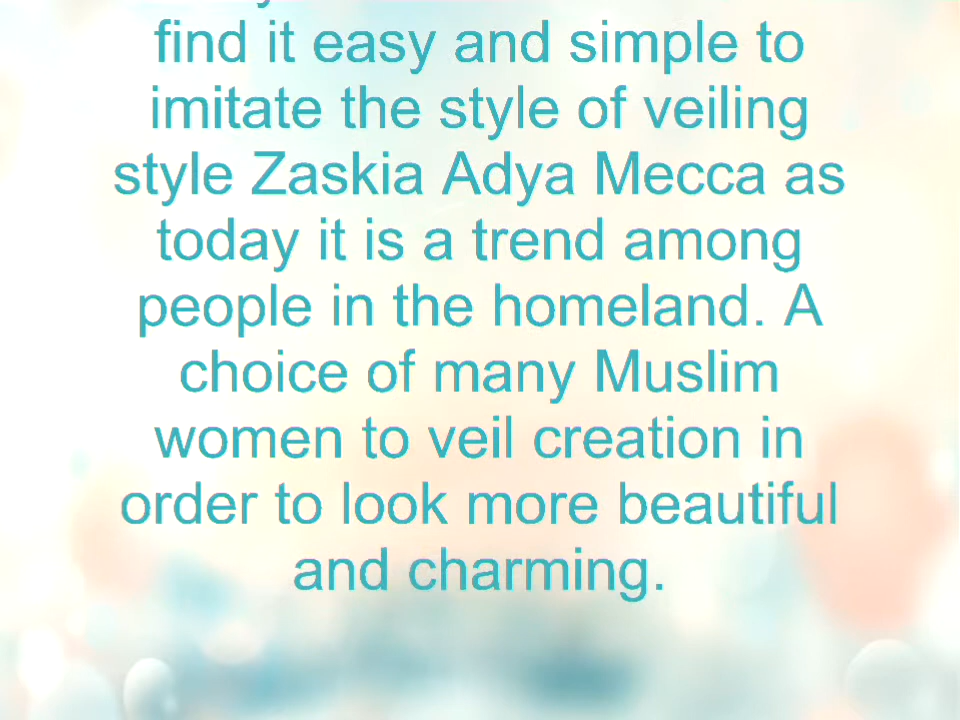 find it easy and simple to
imitate the style of veiling
style Zaskia Adya Mecca as
today it is a trend among
people in the homeland. A
choice of many Muslim
women to veil creation in
order to look more beautiful
and charming.